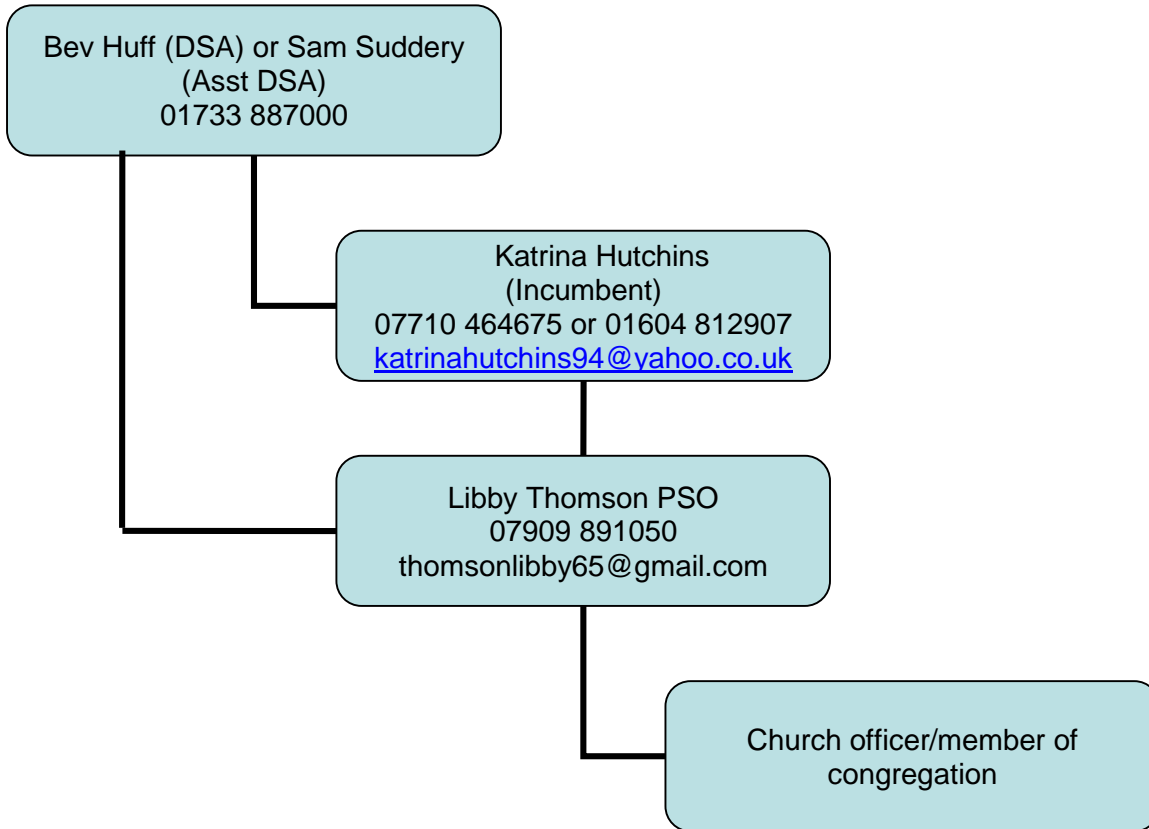 Bev Huff (DSA) or Sam Suddery
(Asst DSA)
01733 887000
Katrina Hutchins
(Incumbent)
07710 464675 or 01604 812907
katrinahutchins94@yahoo.co.uk
Libby Thomson PSO
07909 891050
thomsonlibby65@gmail.com
Church officer/member of
congregation